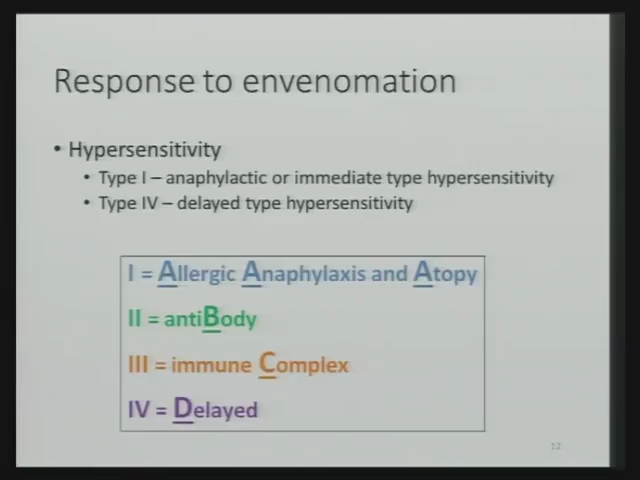 Response to envenomation
• Hypersensitivity
• Type I – anaphylactic or immediate type hypersensitivity
• Type IV – delayed type hypersensitivity
I = Allergic Anaphylaxis and Atopy
II = antiBody
III = immune Complex
IV = Delayed
12